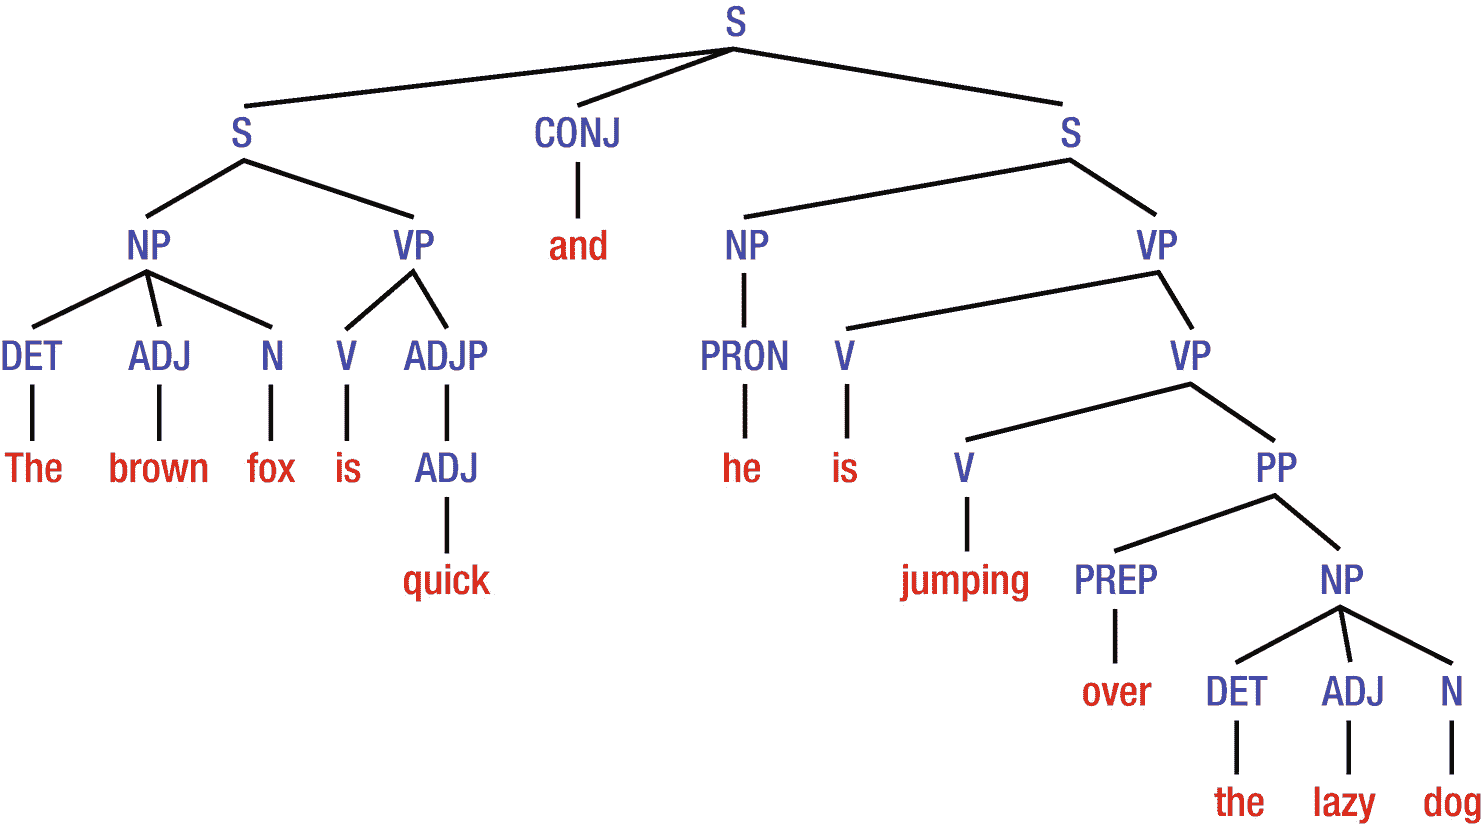 S
S CONJ S
NP VP and NP VP
DET ADJ N V ADJP PRON V VP
The brown fox is ADJ he is V PP
quick jumping PREP NP
over DET ADJ N
the lazy dog